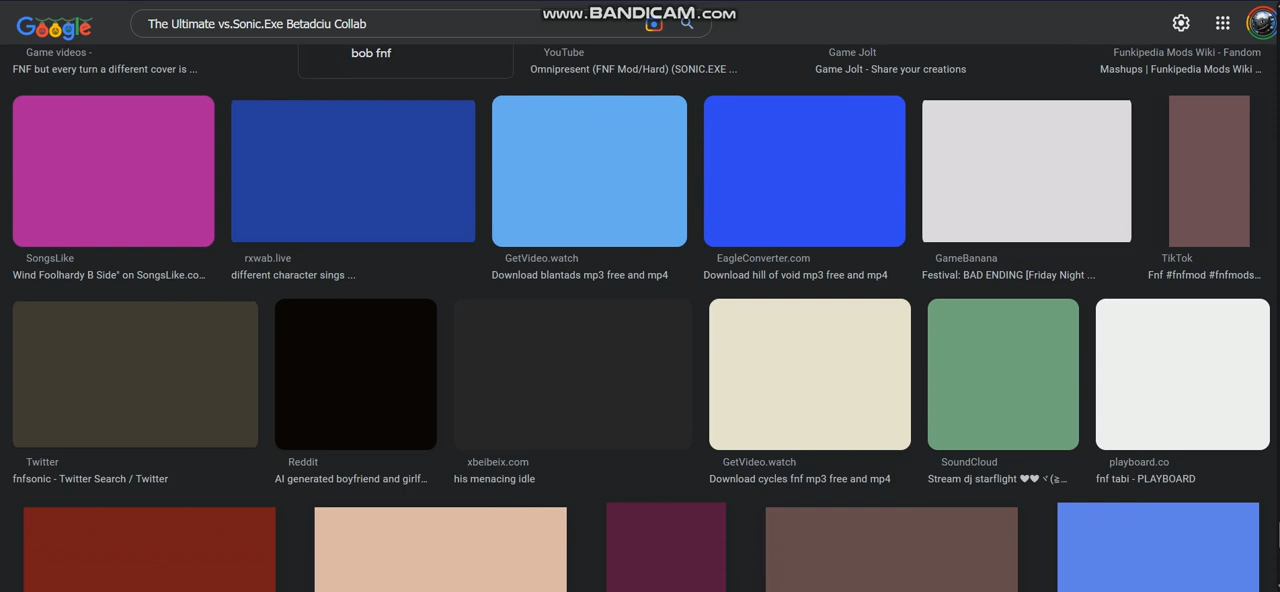 www.BANDICAM.com
Google
The Ultimate vs.Sonic.Exe Betadciu Collab
Game videos -
FNF but every turn a different cover is ...
bob fnf
YouTube
Omnipresent (FNF Mod/Hard) (SONIC.EXE ...
Game Jolt
Game Jolt - Share your creations
Funkipedia Mods Wiki - Fandom
Mashups | Funkipedia Mods Wiki ...
SongsLike
Wind Foolhardy B Side" on SongsLike.co...
rxwab.live
different character sings ...
GetVideo.watch
Download blantads mp3 free and mp4
EagleConverter.com
Download hill of void mp3 free and mp4
GameBanana
Festival: BAD ENDING [Friday Night ...
TikTok
Fnf #fnfmod #fnfmods...
Twitter
fnfsonic - Twitter Search / Twitter
Reddit
AI generated boyfriend and girlf...
xbeibeix.com
his menacing idle
GetVideo.watch
Download cycles fnf mp3 free and mp4
SoundCloud
Stream dj starflight ♥♥ヾ(≧...
playboard.co
fnf tabi - PLAYBOARD